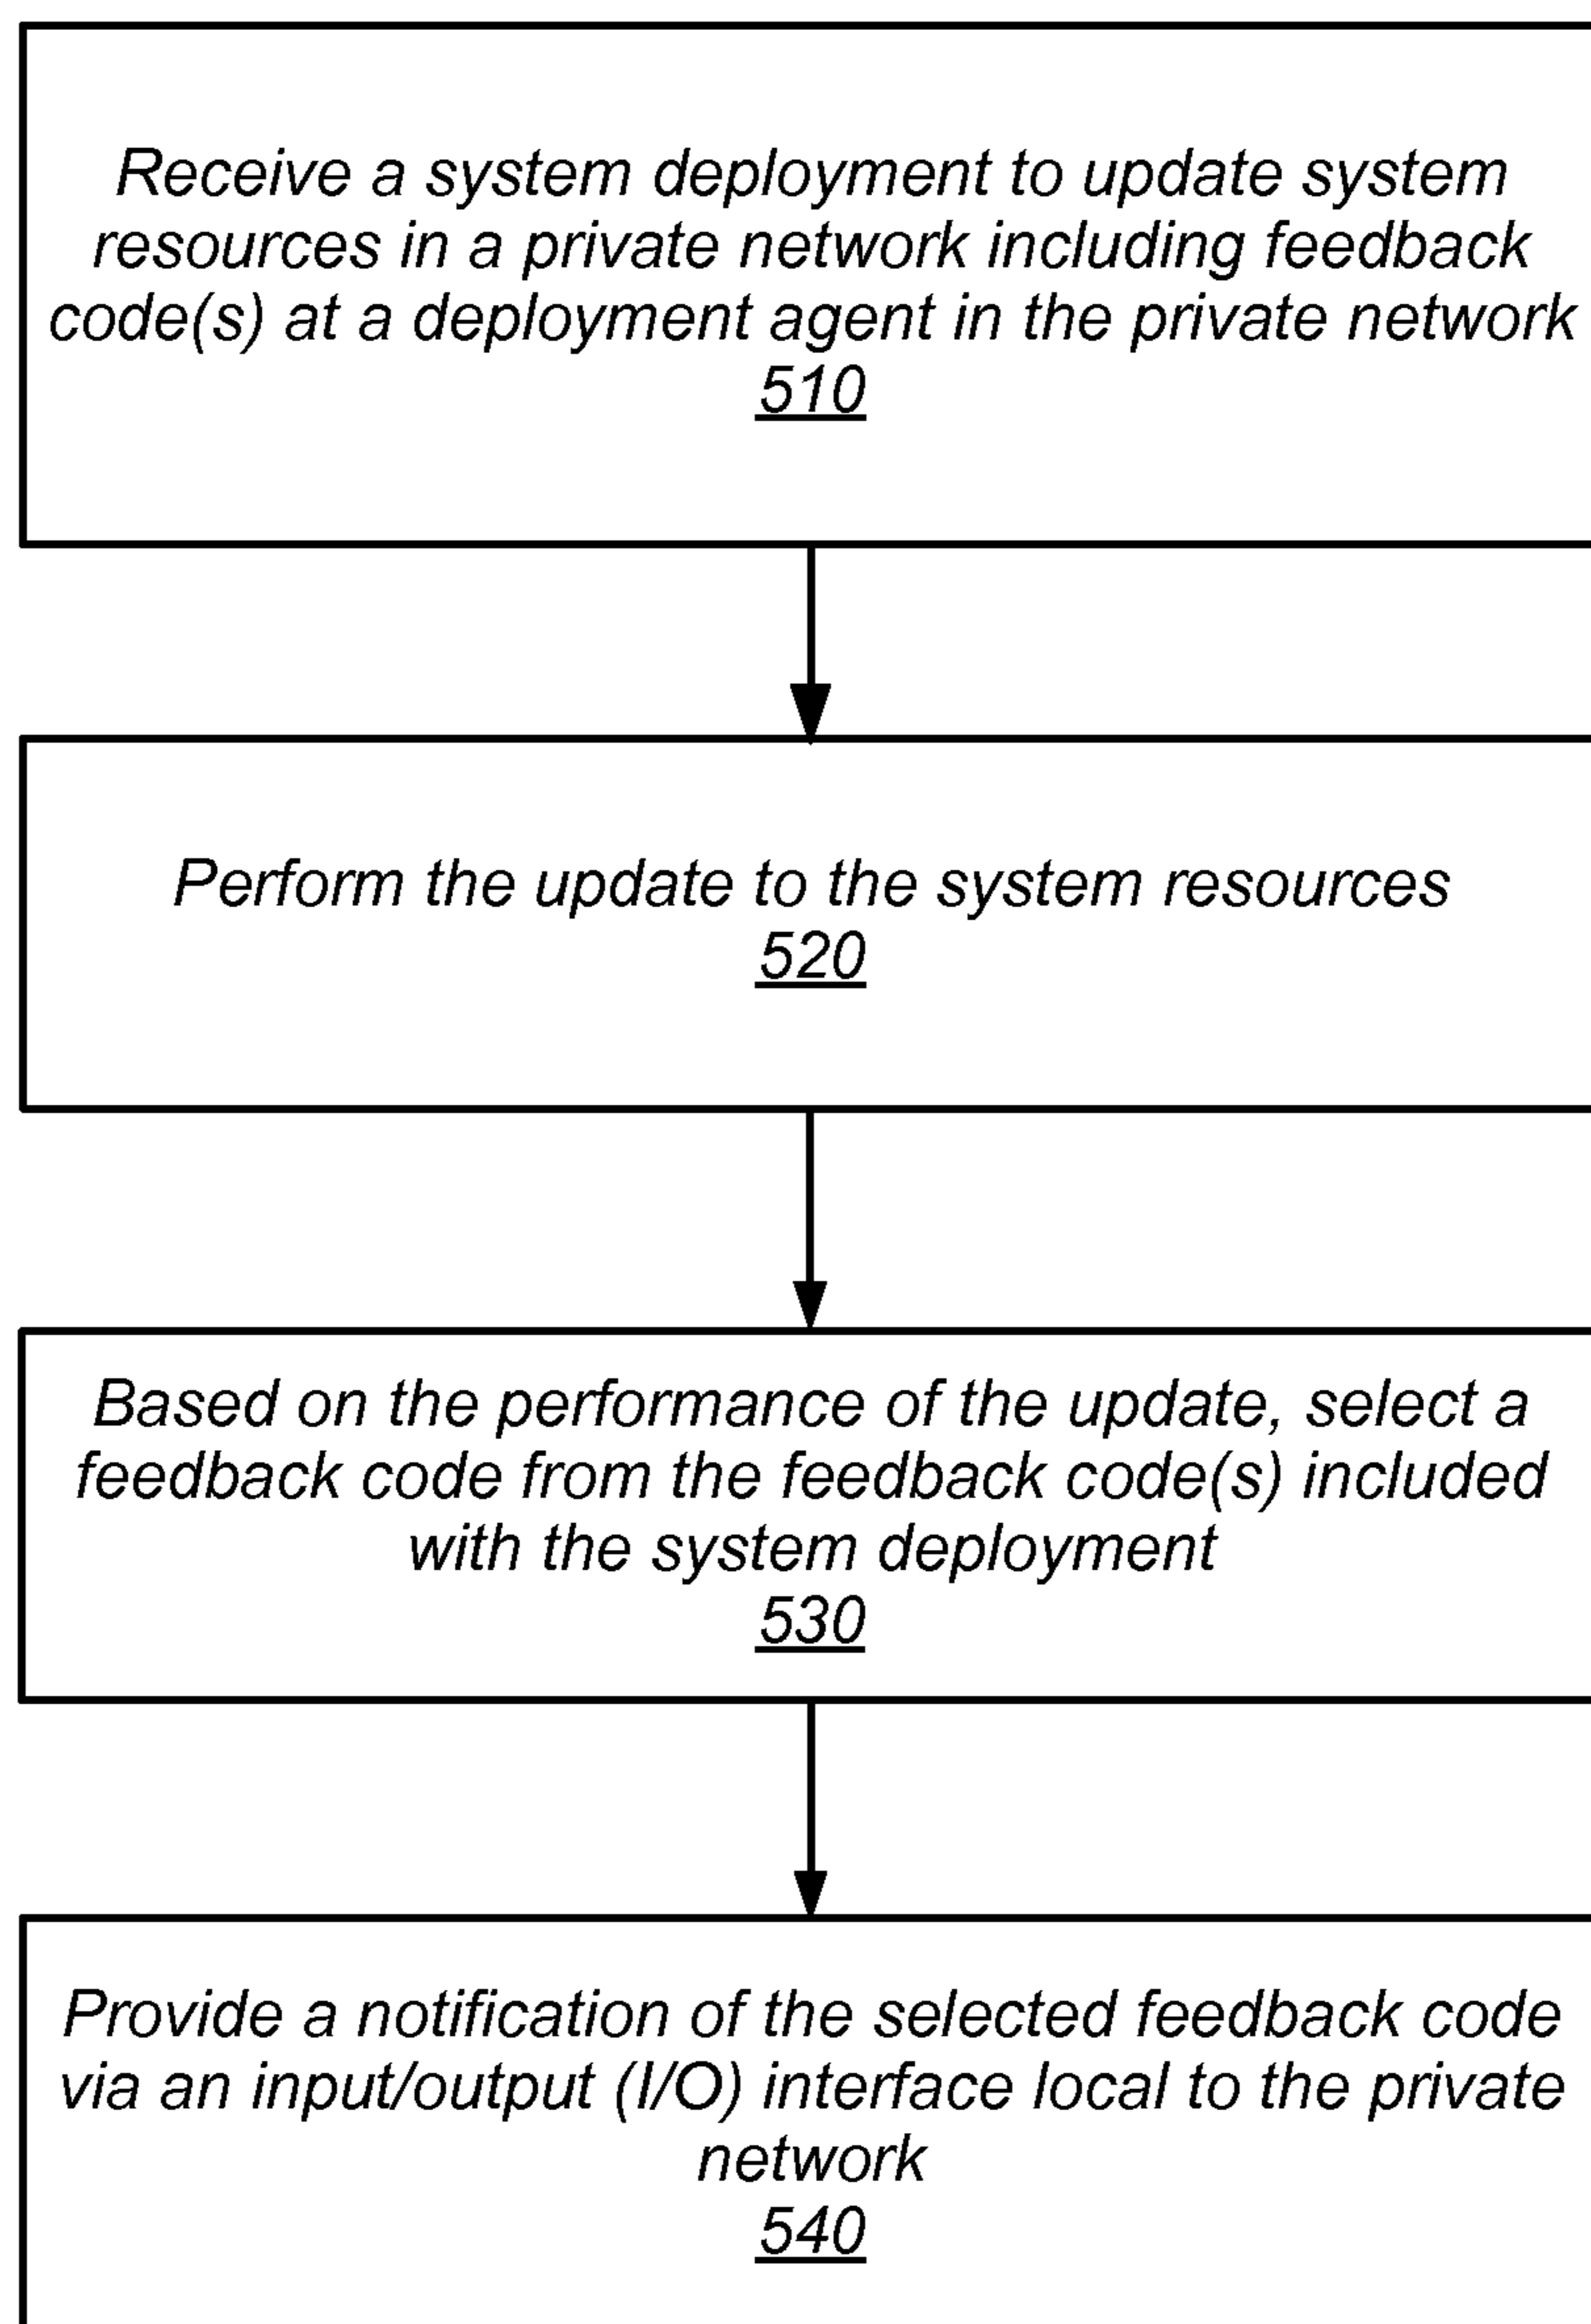 Receive a system deployment to update system
resources in a private network including feedback
code(s) at a deployment agent in the private network
510
Perform the update to the system resources
520
Based on the performance of the update, select a
feedback code from the feedback code(s) included
with the system deployment
530
Provide a notification of the selected feedback code
via an input/output (I/O) interface local to the private
network
540